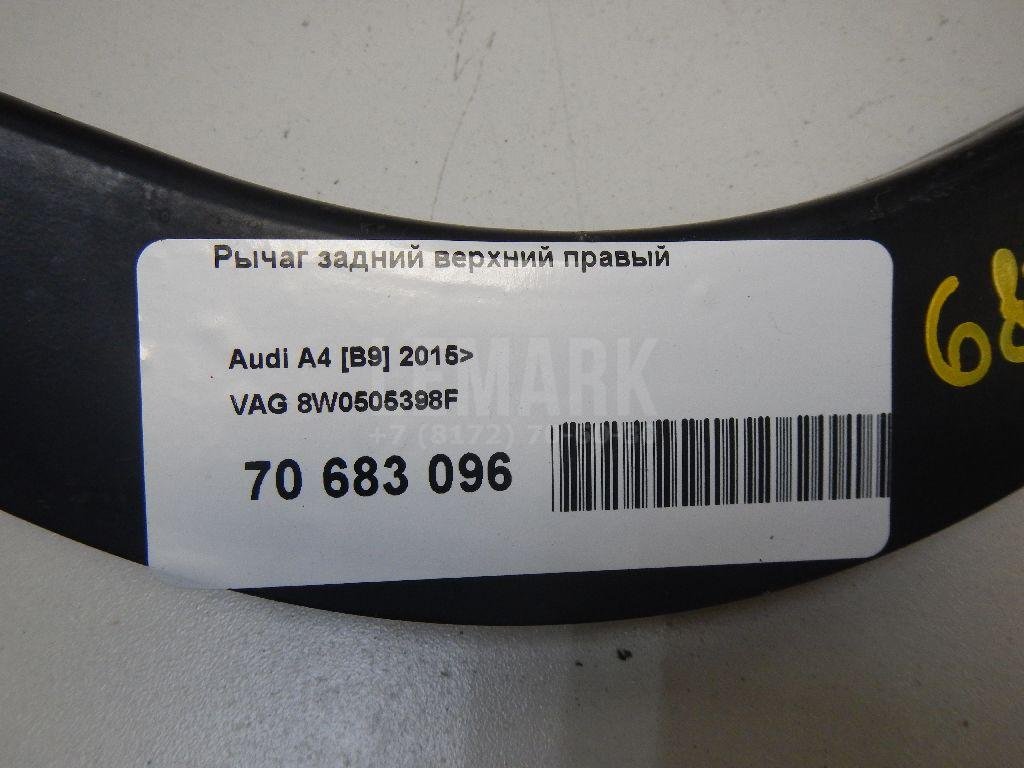 Рычаг задний верхний правый
Audi A4 [B9] 2015>
VAG 8W0505398F
70 683 096